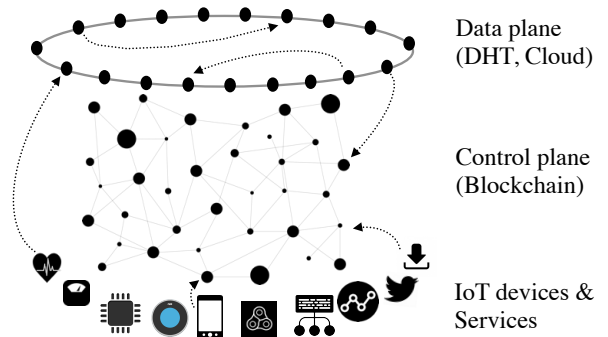 Data plane
(DHT, Cloud)
Control plane
(Blockchain)
IoT devices &
Services